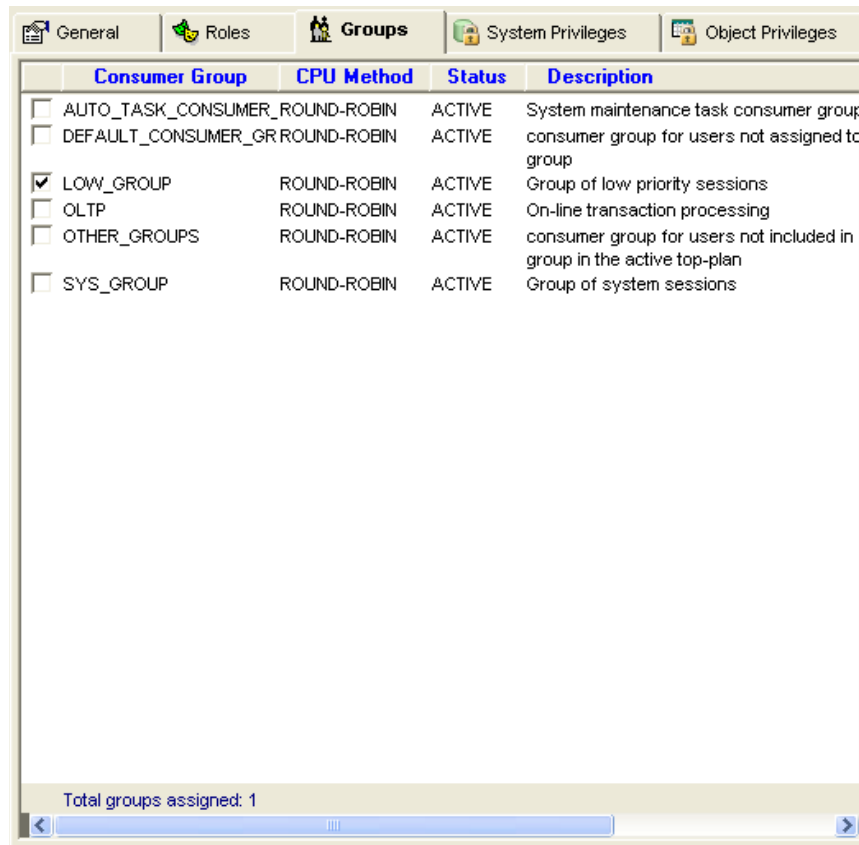 General Roles Groups System Privileges Object Privileges
Consumer Group CPU Method Status Description
AUTO_TASK_CONSUMER_ ROUND-ROBIN ACTIVE System maintenance task consumer group
DEFAULT_CONSUMER_GR ROUND-ROBIN ACTIVE consumer group for users not assigned to
group
LOW_GROUP ROUND-ROBIN ACTIVE Group of low priority sessions
OLTP ROUND-ROBIN ACTIVE On-line transaction processing
OTHER_GROUPS ROUND-ROBIN ACTIVE consumer group for users not included in
group in the active top-plan
SYS_GROUP ROUND-ROBIN ACTIVE Group of system sessions
Total groups assigned: 1